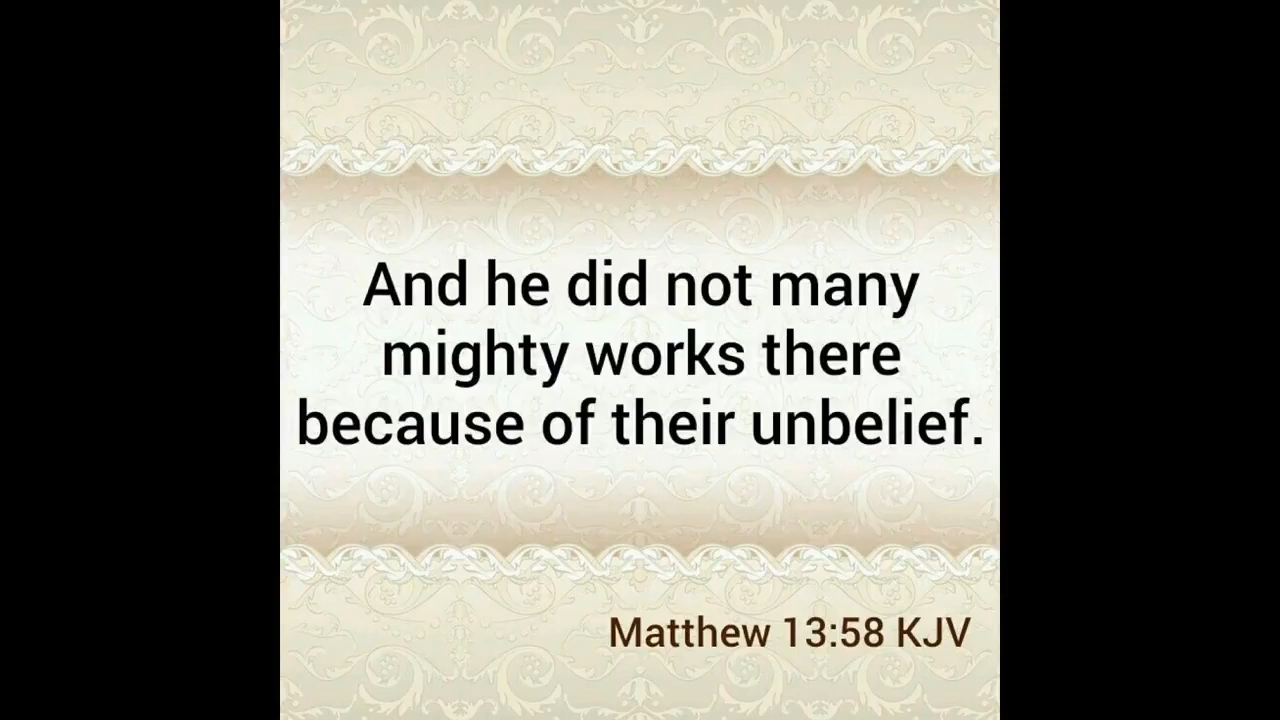 And he did not many
mighty works there
because of their unbelief.
Matthew 13:58 KJV